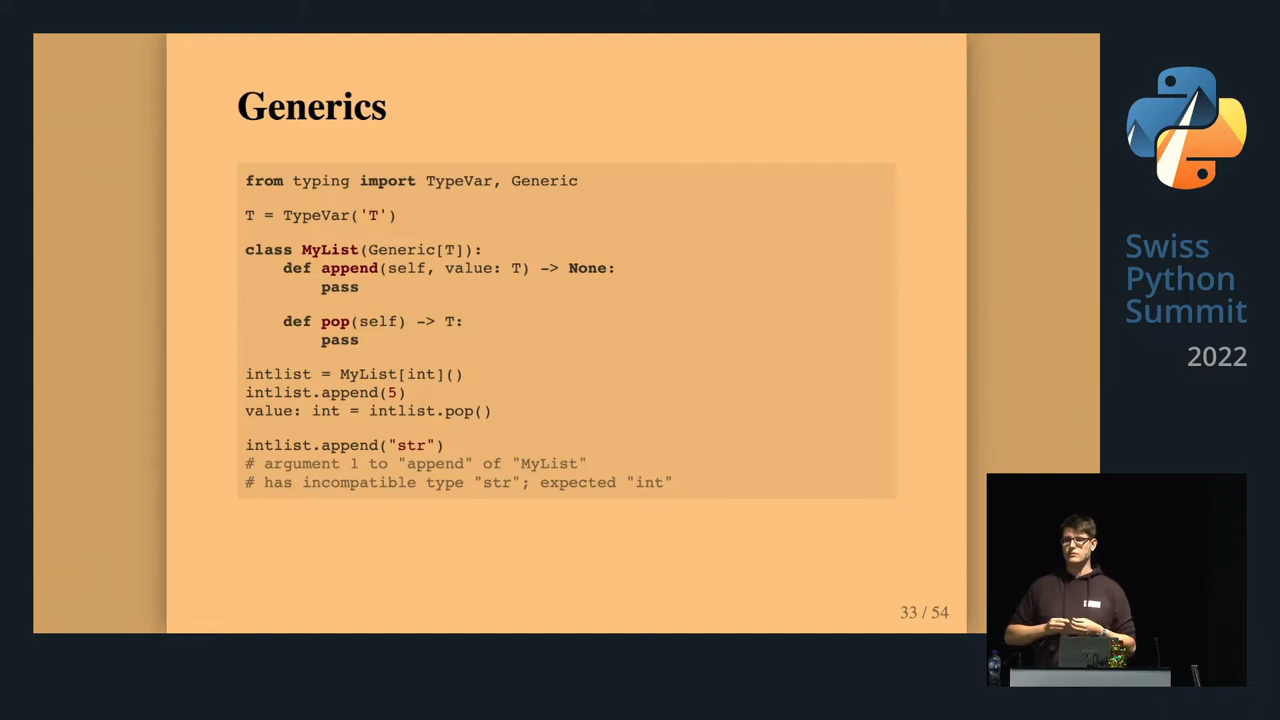 Generics
from typing import TypeVar, Generic
T = TypeVar('T')
class MyList(Generic[T]):
    def append(self, value: T) -> None:
        pass
    def pop(self) -> T:
        pass
intlist = MyList[int]()
intlist.append(5)
value: int = intlist.pop()
intlist.append("str")
# argument 1 to "append" of "MyList"
# has incompatible type "str"; expected "int"
33 / 54
Swiss
Python
Summit
2022